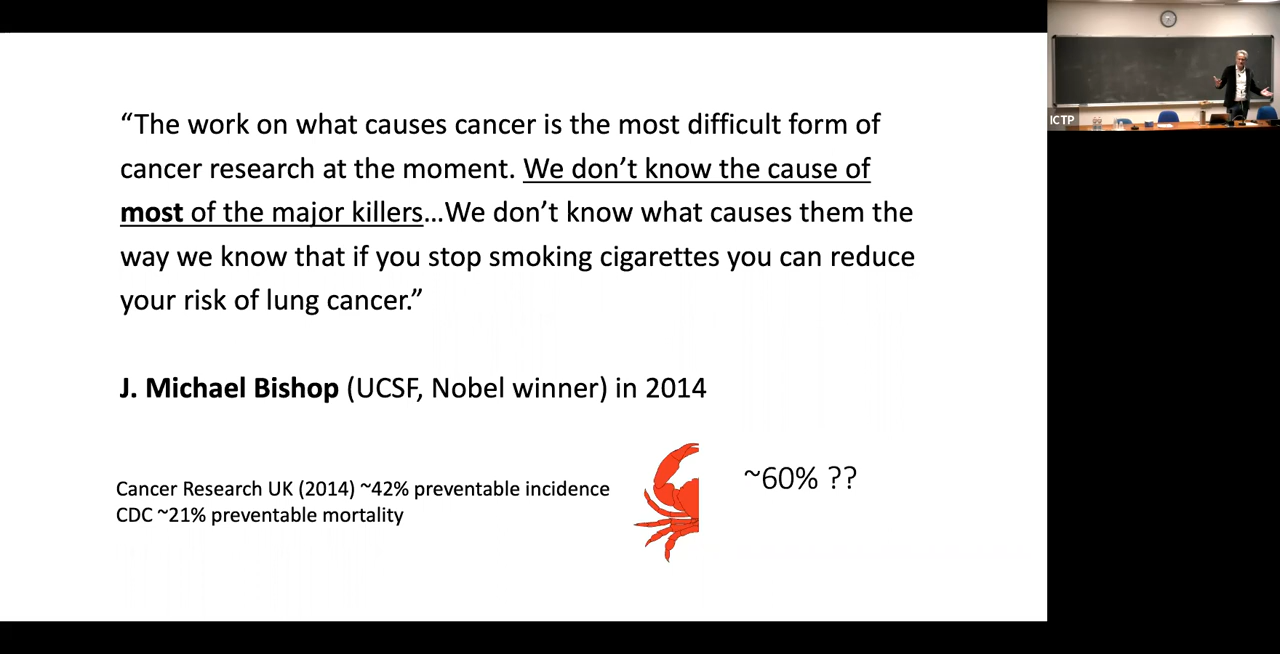 “The work on what causes cancer is the most difficult form of
cancer research at the moment. We don’t know the cause of
most of the major killers…We don’t know what causes them the
way we know that if you stop smoking cigarettes you can reduce
your risk of lung cancer.”
J. Michael Bishop (UCSF, Nobel winner) in 2014
Cancer Research UK (2014) ~42% preventable incidence
CDC ~21% preventable mortality
~60% ??
ICTP